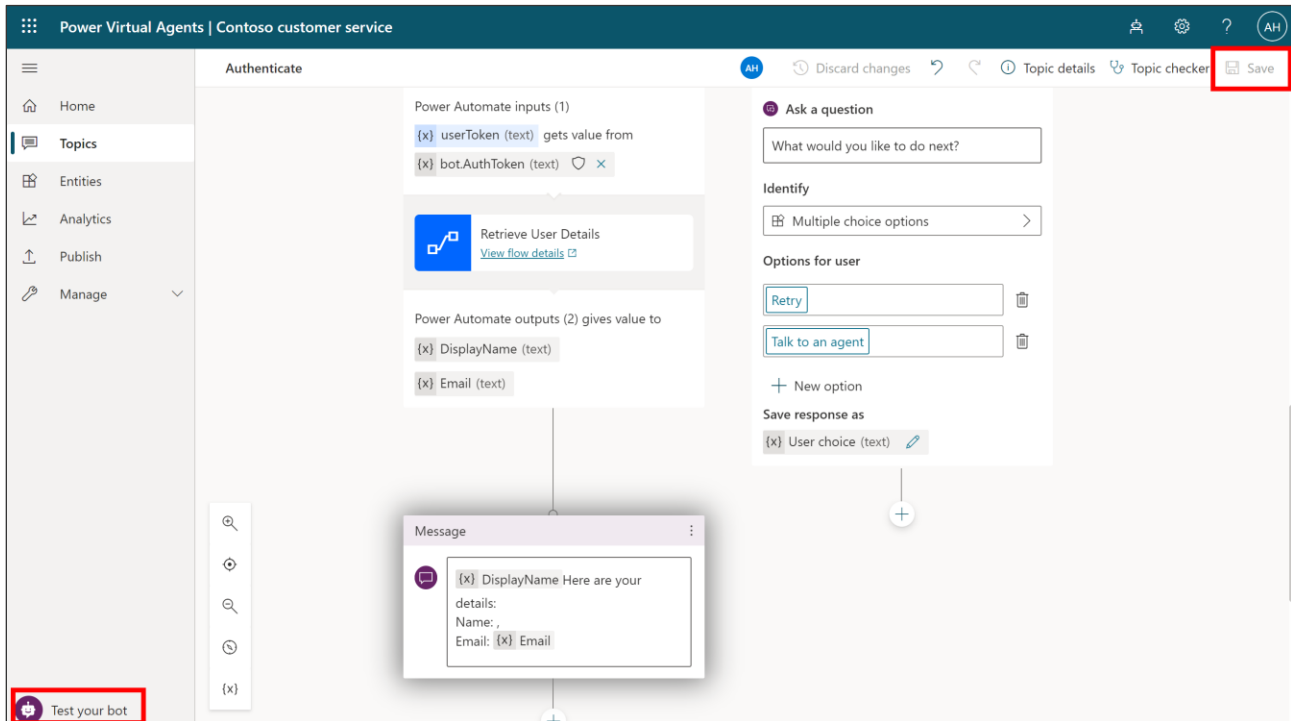 Power Virtual Agents | Contoso customer service
AH
Authenticate
AH
Discard changes
Topic details
Topic checker
Save
Home
Topics
Entities
Analytics
Publish
Manage
Power Automate inputs (1)
{x} userToken (text) gets value from
{x} bot.AuthToken (text)
Retrieve User Details
View flow details
Power Automate outputs (2) gives value to
{x} DisplayName (text)
{x} Email (text)
Message
{x} DisplayName Here are your
details:
Name: ,
Email: {x} Email
Ask a question
What would you like to do next?
Identify
Multiple choice options
Options for user
Retry
Talk to an agent
New option
Save response as
{x} User choice (text)
{x}
Test your bot